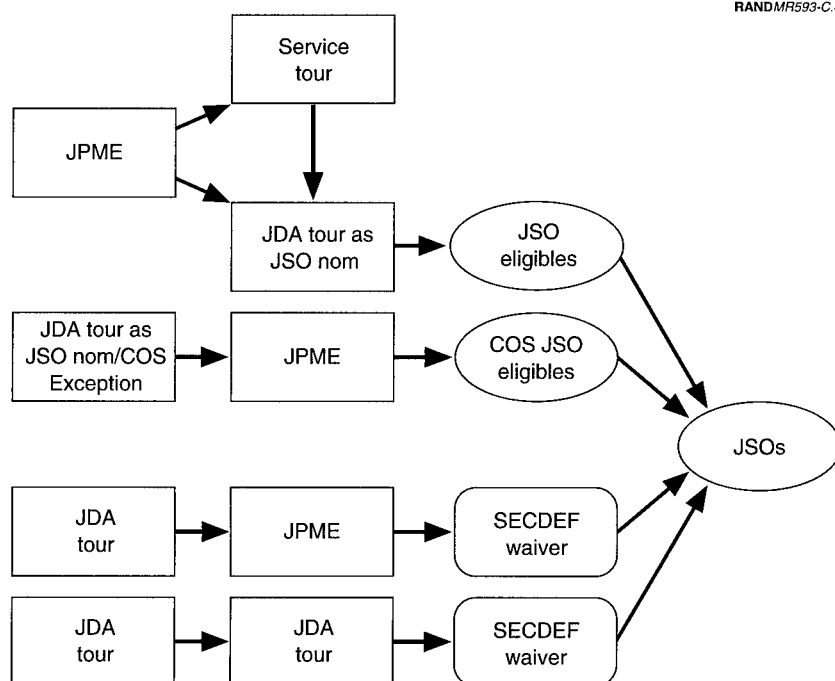 RANDMR593-C.
Service
tour
JPME
JDA tour as
JSO nom
JSO
eligibles
JDA tour as
JSO nom/COS
Exception
JPME
COS JSO
eligibles
JSOs
JDA
tour
JPME
SECDEF
waiver
JDA
tour
JDA
tour
SECDEF
waiver